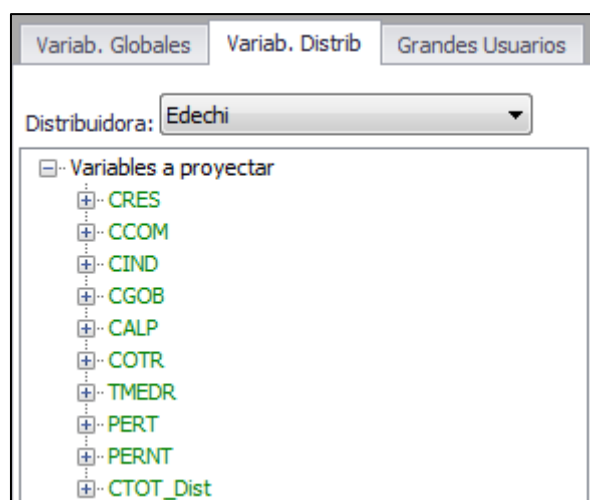 Variab. Globales Variab. Distrib Grandes Usuarios
Distribuidora: Edechi
Variables a proyectar
CRES
CCOM
CIND
CGOB
CALP
COTR
TMEDR
PERT
PERNT
CTOT_Dist